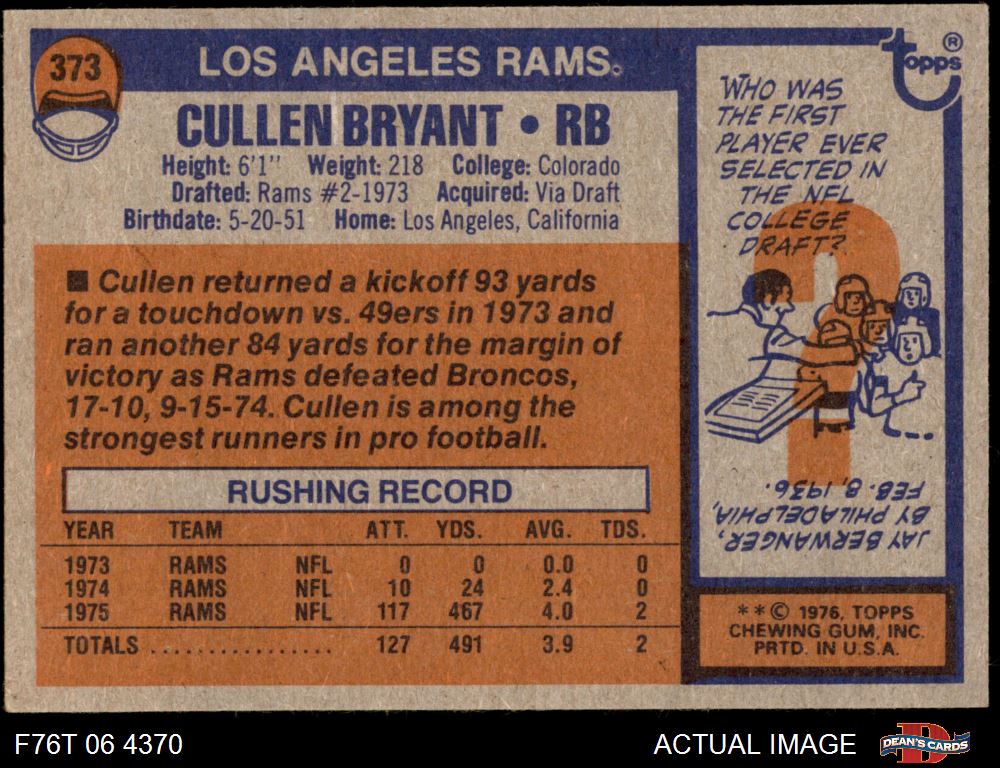 373
LOS ANGELES RAMS
CULLEN BRYANT • RB
Height: 6'1" Weight: 218 College: Colorado
Drafted: Rams #2-1973 Acquired: Via Draft
Birthdate: 5-20-51 Home: Los Angeles, California
■ Cullen returned a kickoff 93 yards
for a touchdown vs. 49ers in 1973 and
ran another 84 yards for the margin of
victory as Rams defeated Broncos,
17-10, 9-15-74. Cullen is among the
strongest runners in pro football.
RUSHING RECORD
YEAR TEAM ATT. YDS. AVG. TDS.
1973 RAMS NFL 0 0 0.0 0
1974 RAMS NFL 10 24 2.4 0
1975 RAMS NFL 117 467 4.0 2
TOTALS ................. 127 491 3.9 2
topps ®
WHO WAS
THE FIRST
PLAYER EVER
SELECTED IN
THE NFL
COLLEGE
DRAFT?
JAY BERWANGER,
BY PHILADELPHIA,
FEB. 8, 1936.
**© 1976, TOPPS
CHEWING GUM, INC.
PRTD. IN U.S.A.
F76T 06 4370
ACTUAL IMAGE
DEAN'S CARDS